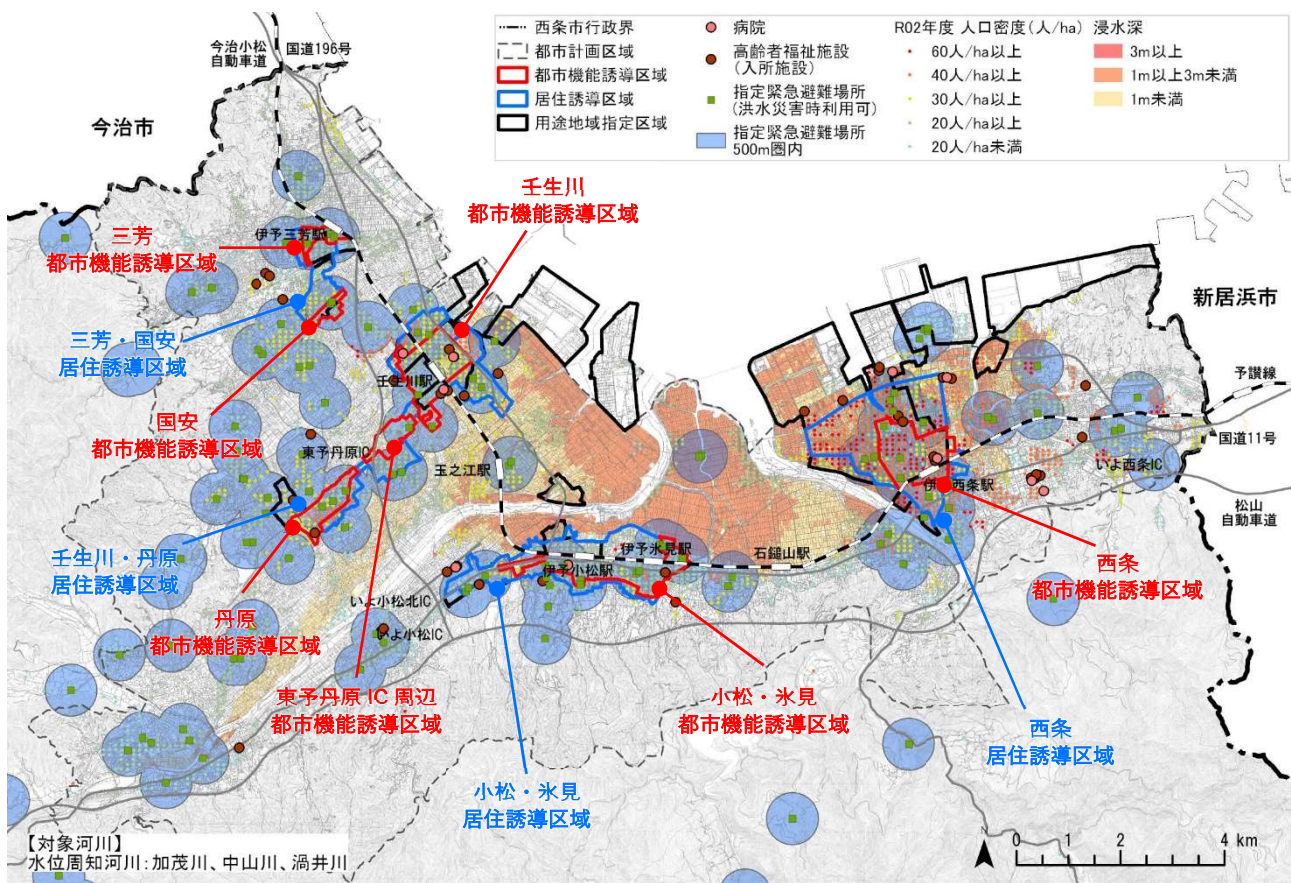 西条市行政界
都市計画区域
都市機能誘導区域
居住誘導区域
用途地域指定区域
病院
高齢者福祉施設
(入所施設)
指定緊急避難場所
(洪水災害時利用可)
指定緊急避難場所
500m圏内
R02年度 人口密度(人/ha)
60人/ha以上
40人/ha以上
30人/ha以上
20人/ha以上
20人/ha未満
浸水深
3m以上
1m以上3m未満
1m未満
今治小松
自動車道
国道196号
今治市
壬生川
都市機能誘導区域
三芳
都市機能誘導区域
伊予三芳駅
新居浜市
三芳・国安
居住誘導区域
壬生川駅
予讃線
国安
都市機能誘導区域
国道11号
東予丹原IC
玉之江駅
いよ西条IC
伊予西条駅
松山
自動車道
壬生川・丹原
居住誘導区域
伊予氷見駅
石鎚山駅
伊予小松駅
西条
都市機能誘導区域
丹原
都市機能誘導区域
いよ小松北IC
いよ小松IC
東予丹原 IC 周辺
都市機能誘導区域
小松・氷見
都市機能誘導区域
西条
居住誘導区域
小松・氷見
居住誘導区域
【対象河川】
水位周知河川:加茂川、中山川、渦井川
0 1 2 4 km